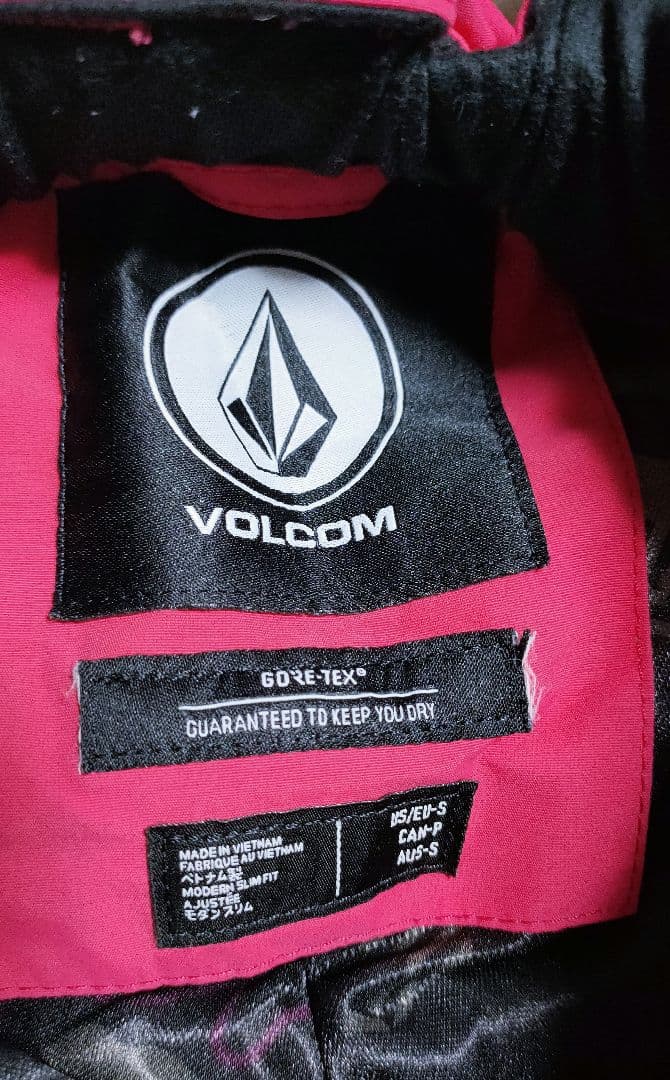 VOLCOM
GORE-TEX®
GUARANTEED TO KEEP YOU DRY
MADE IN VIETNAM
FABRIQUE AU VIETNAM
ベトナム製
MODERN SLIM FIT
AJUSTÉE
モダンスリム
US/EU-S
CAN-P
AUS-S